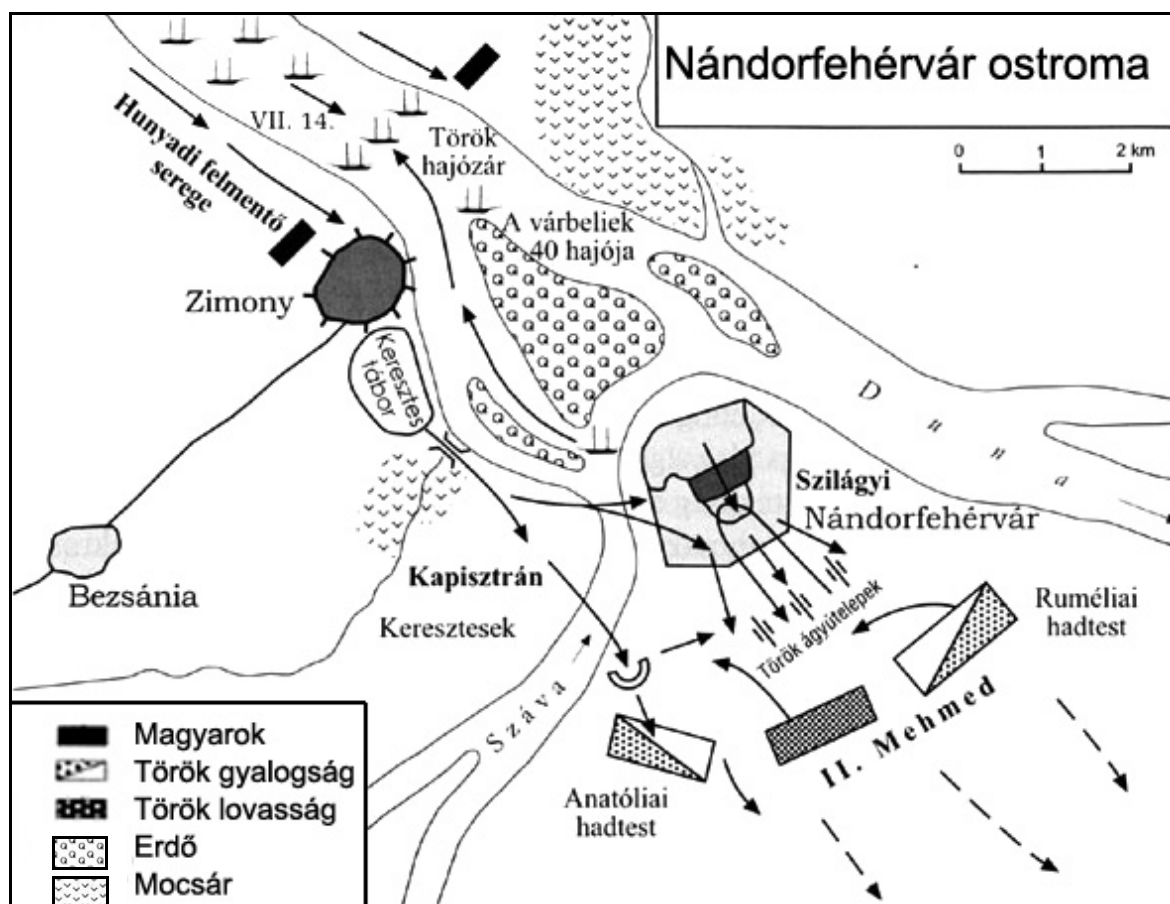 Nándorfehérvár ostroma
0 1 2 km
VII. 14.
Hunyadi felmentő
serege
Török
hajózár
A várbeliek
40 hajója
Zimony
Keresztes
tábor
Duna
Szilágyi
Nándorfehérvár
Bezsánia
Kapisztrán
Keresztesek
Török ágyútelepek
Ruméliai
hadtest
Száva
II. Mehmed
Anatóliai
hadtest
Magyarok
Török gyalogság
Török lovasság
Erdő
Mocsár